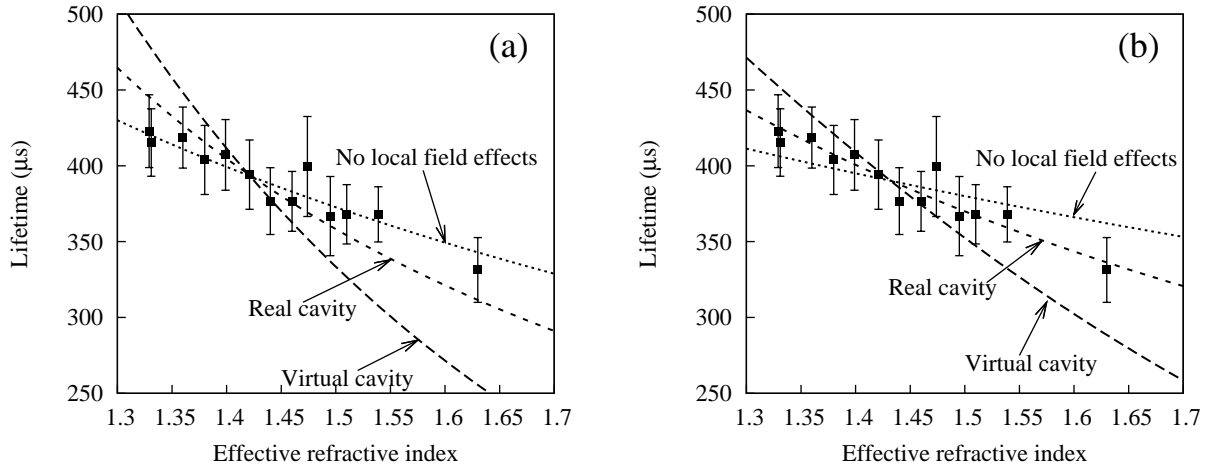 (a)
500
450
400
350
300
250
Lifetime (μs)
No local field effects
Real cavity
Virtual cavity
1.3 1.35 1.4 1.45 1.5 1.55 1.6 1.65 1.7
Effective refractive index
(b)
500
450
400
350
300
250
Lifetime (μs)
No local field effects
Real cavity
Virtual cavity
1.3 1.35 1.4 1.45 1.5 1.55 1.6 1.65 1.7
Effective refractive index